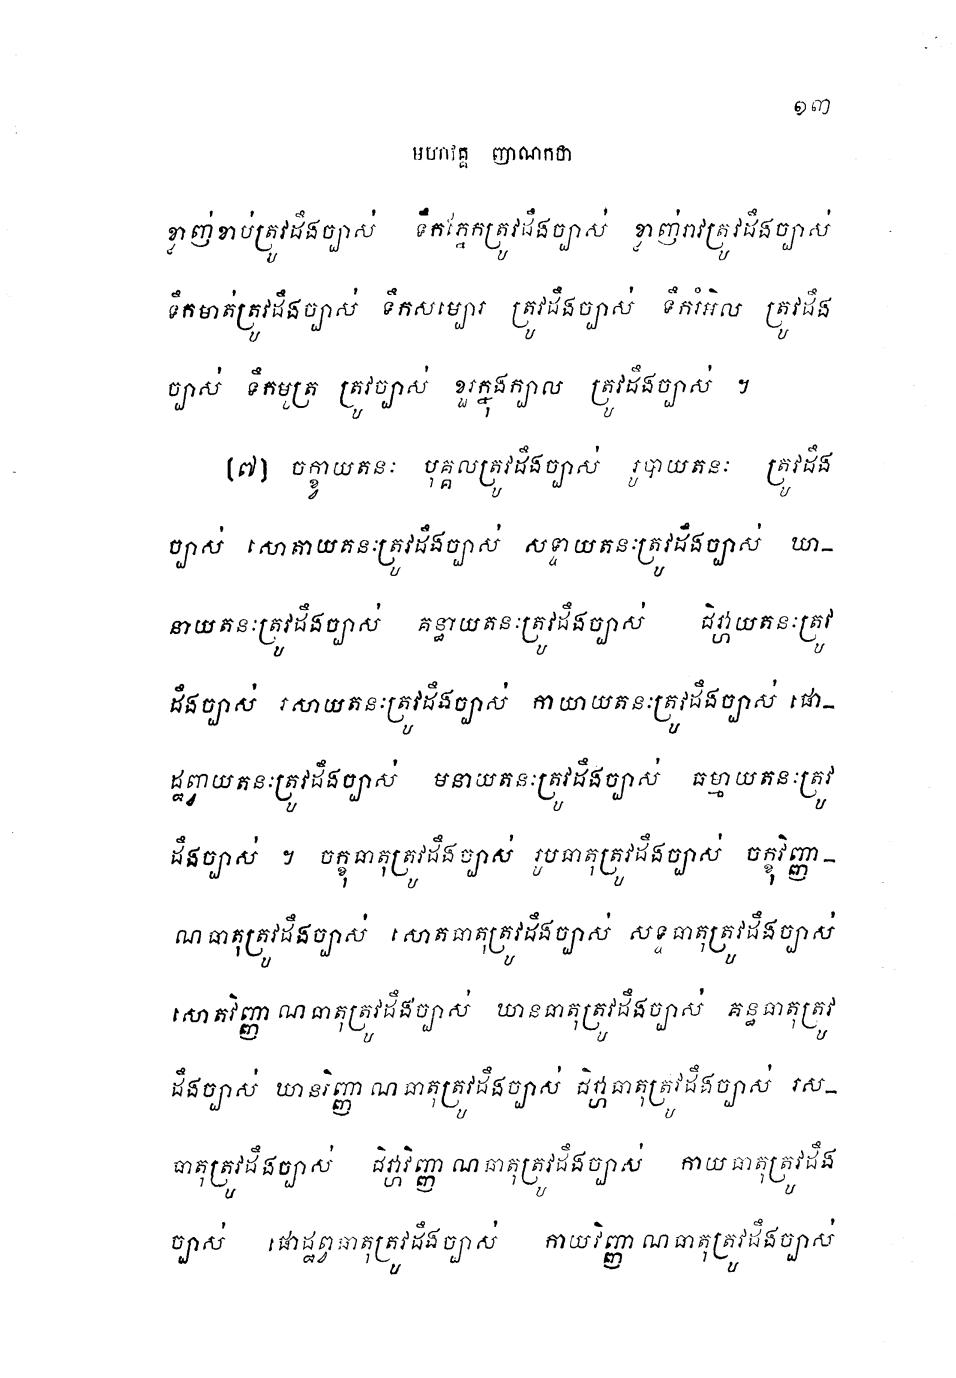 ១៣
មហាវគ្គ ញាណកថា
ខ្លាញ់ខាប់ត្រូវដឹងច្បាស់ ទឹកភ្នែកត្រូវដឹងច្បាស់ ខ្លាញ់រាវត្រូវដឹងច្បាស់
ទឹកមាត់ត្រូវដឹងច្បាស់ ទឹកសម្បោរ ត្រូវដឹងច្បាស់ ទឹករំអិល ត្រូវដឹង
ច្បាស់ ទឹកមូត្រ ត្រូវច្បាស់ ខួរក្នុងក្បាល ត្រូវដឹងច្បាស់ ។
(៧) ចក្ខ្វាយតនៈ បុគ្គលត្រូវដឹងច្បាស់ រូបាយតនៈ ត្រូវដឹង
ច្បាស់ សោតាយតនៈត្រូវដឹងច្បាស់ សទ្ទាយតនៈត្រូវដឹងច្បាស់ ឃា-
នាយតនៈត្រូវដឹងច្បាស់ គន្ធាយតនៈត្រូវដឹងច្បាស់ ជិវ្ហាយតនៈត្រូវ
ដឹងច្បាស់ រសាយតនៈត្រូវដឹងច្បាស់ កាយាយតនៈត្រូវដឹងច្បាស់ ផោ-
ដ្ឋព្វាយតនៈត្រូវដឹងច្បាស់ មនាយតនៈត្រូវដឹងច្បាស់ ធម្មាយតនៈត្រូវ
ដឹងច្បាស់ ។ ចក្ខុធាតុត្រូវដឹងច្បាស់ រូបធាតុត្រូវដឹងច្បាស់ ចក្ខុវិញ្ញា-
ណធាតុត្រូវដឹងច្បាស់ សោតធាតុត្រូវដឹងច្បាស់ សទ្ទធាតុត្រូវដឹងច្បាស់
សោតវិញ្ញាណធាតុត្រូវដឹងច្បាស់ ឃានធាតុត្រូវដឹងច្បាស់ គន្ធធាតុត្រូវ
ដឹងច្បាស់ ឃានវិញ្ញាណធាតុត្រូវដឹងច្បាស់ ជិវ្ហាធាតុត្រូវដឹងច្បាស់ រស-
ធាតុត្រូវដឹងច្បាស់ ជិវ្ហាវិញ្ញាណធាតុត្រូវដឹងច្បាស់ កាយធាតុត្រូវដឹង
ច្បាស់ ផោដ្ឋព្វធាតុត្រូវដឹងច្បាស់ កាយវិញ្ញាណធាតុត្រូវដឹងច្បាស់